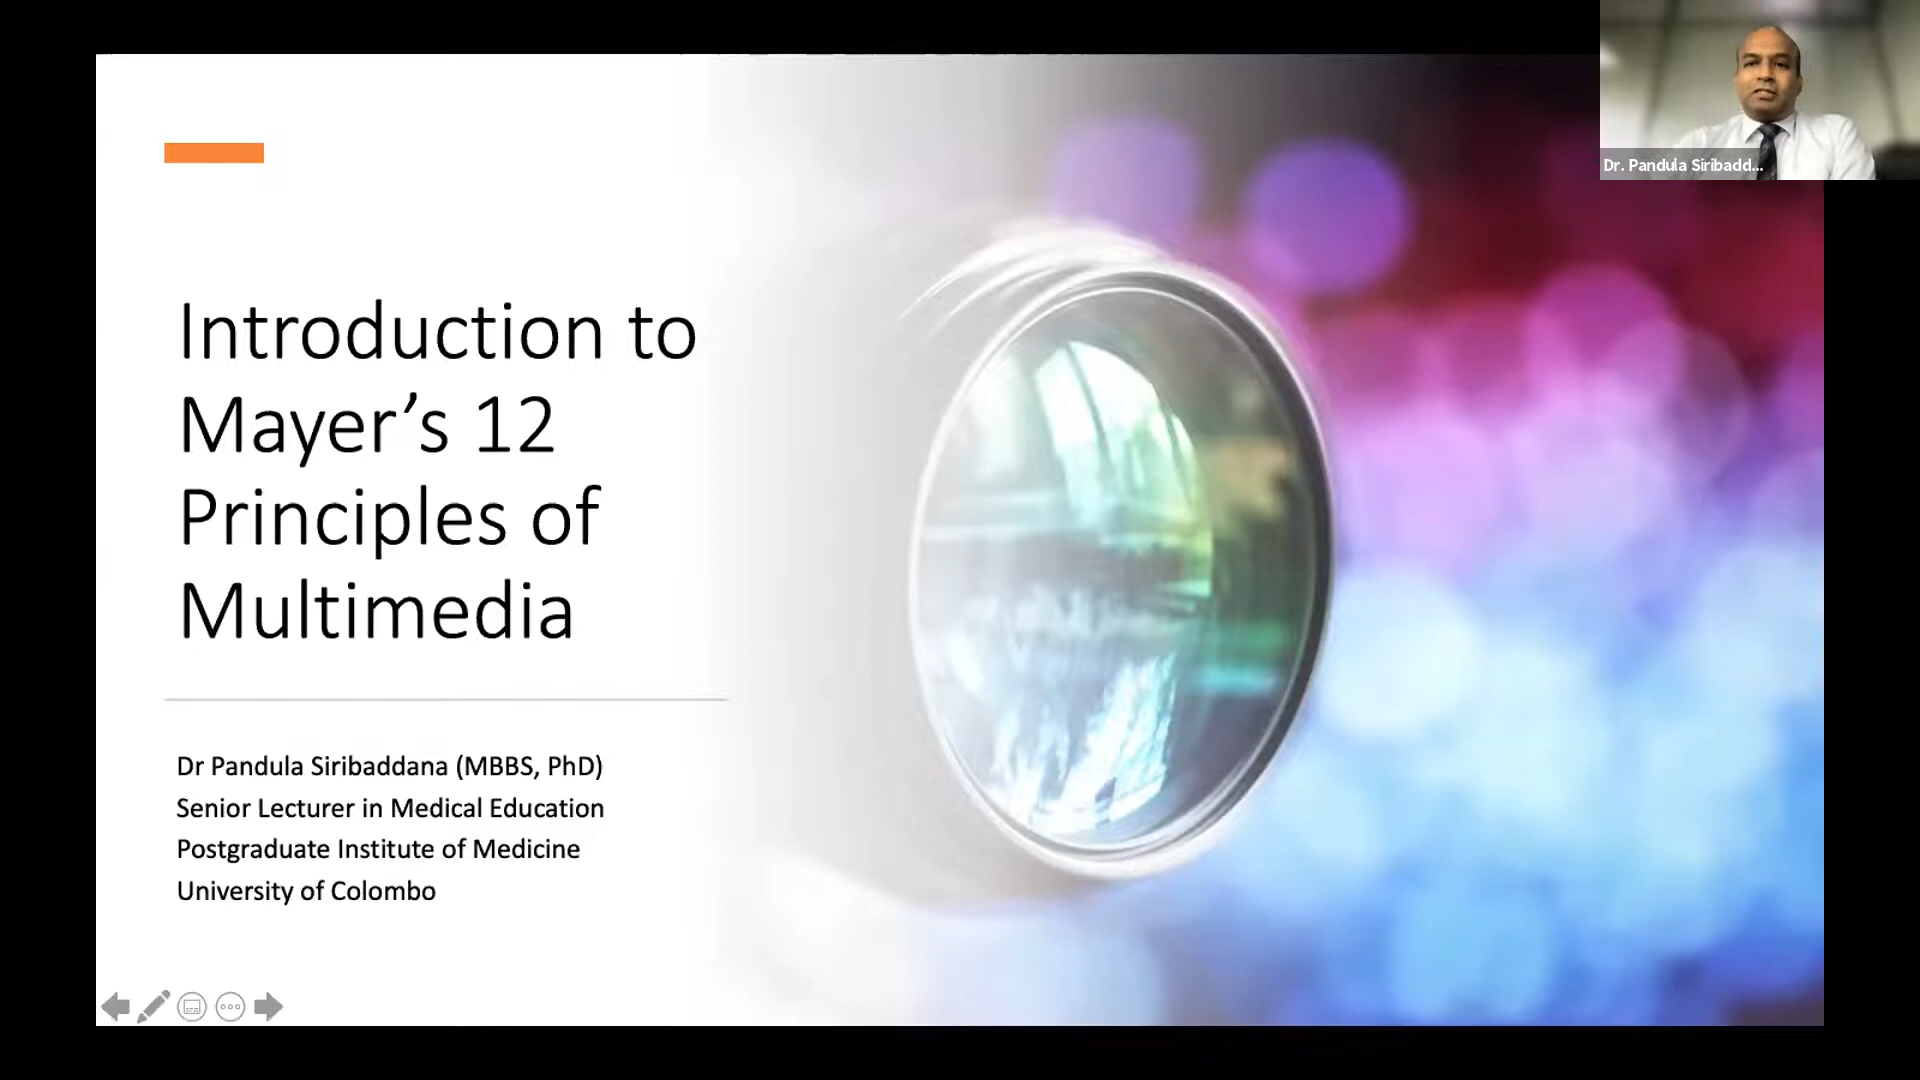 Introduction to
Mayer’s 12
Principles of
Multimedia
Dr Pandula Siribaddana (MBBS, PhD)
Senior Lecturer in Medical Education
Postgraduate Institute of Medicine
University of Colombo
Dr. Pandula Siribadd...